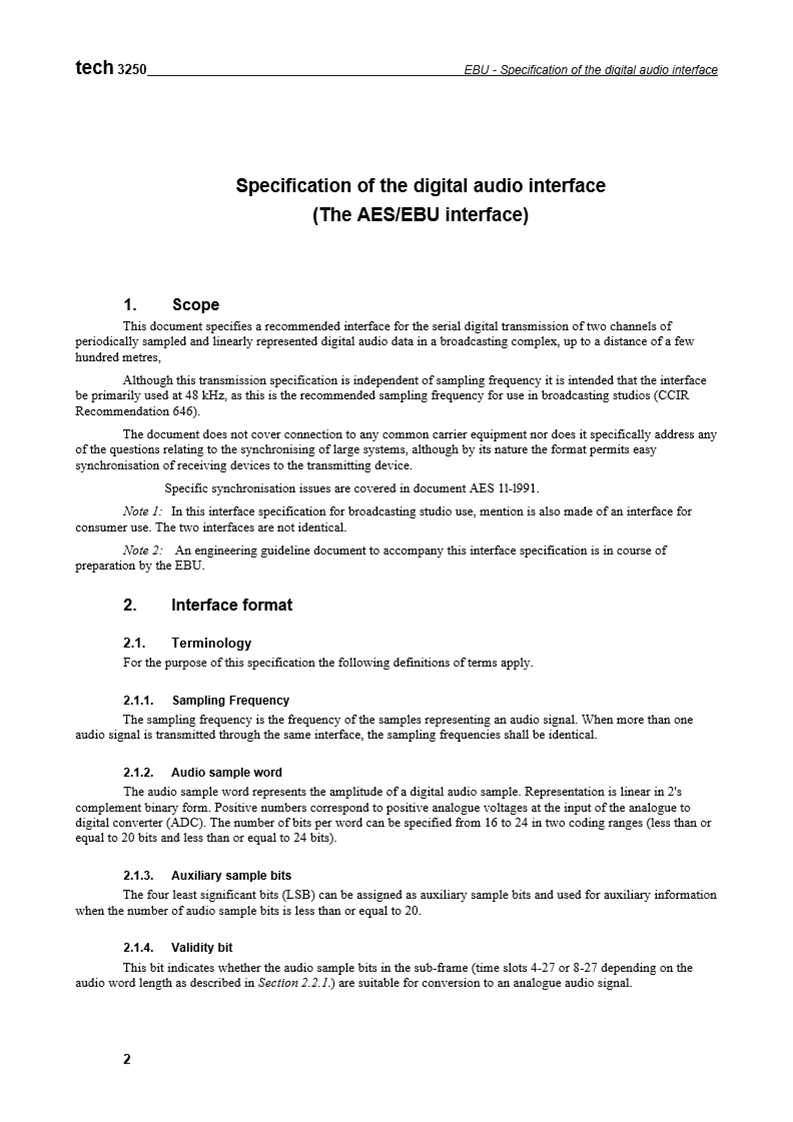 tech 3250 EBU - Specification of the digital audio interface
Specification of the digital audio interface
(The AES/EBU interface)
1. Scope
This document specifies a recommended interface for the serial digital transmission of two channels of
periodically sampled and linearly represented digital audio data in a broadcasting complex, up to a distance of a few
hundred metres,
Although this transmission specification is independent of sampling frequency it is intended that the interface
be primarily used at 48 kHz, as this is the recommended sampling frequency for use in broadcasting studios (CCIR
Recommendation 646).
The document does not cover connection to any common carrier equipment nor does it specifically address any
of the questions relating to the synchronising of large systems, although by its nature the format permits easy
synchronisation of receiving devices to the transmitting device.
Specific synchronisation issues are covered in document AES 11-l991.
Note 1: In this interface specification for broadcasting studio use, mention is also made of an interface for
consumer use. The two interfaces are not identical.
Note 2: An engineering guideline document to accompany this interface specification is in course of
preparation by the EBU.
2. Interface format
2.1. Terminology
For the purpose of this specification the following definitions of terms apply.
2.1.1. Sampling Frequency
The sampling frequency is the frequency of the samples representing an audio signal. When more than one
audio signal is transmitted through the same interface, the sampling frequencies shall be identical.
2.1.2. Audio sample word
The audio sample word represents the amplitude of a digital audio sample. Representation is linear in 2's
complement binary form. Positive numbers correspond to positive analogue voltages at the input of the analogue to
digital converter (ADC). The number of bits per word can be specified from 16 to 24 in two coding ranges (less than or
equal to 20 bits and less than or equal to 24 bits).
2.1.3. Auxiliary sample bits
The four least significant bits (LSB) can be assigned as auxiliary sample bits and used for auxiliary information
when the number of audio sample bits is less than or equal to 20.
2.1.4. Validity bit
This bit indicates whether the audio sample bits in the sub-frame (time slots 4-27 or 8-27 depending on the
audio word length as described in Section 2.2.1.) are suitable for conversion to an analogue audio signal.
2